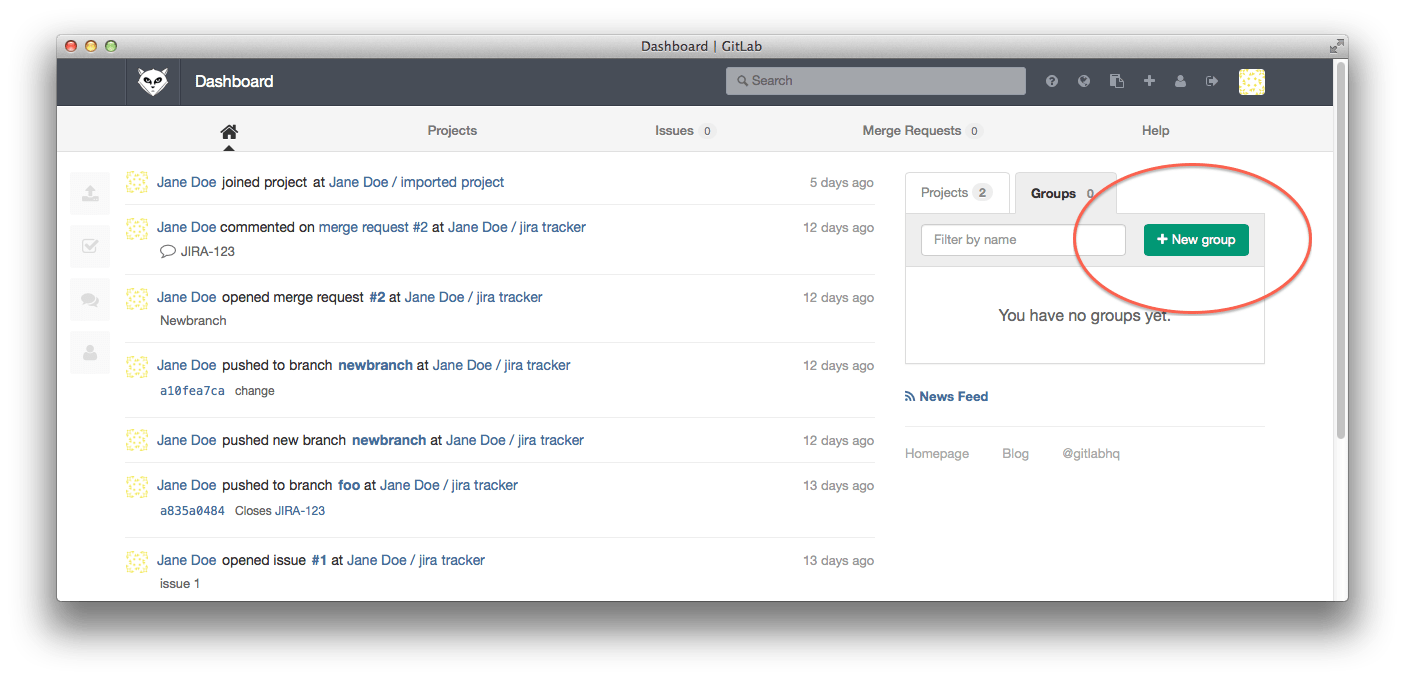 Dashboard | GitLab
Dashboard
Search
Projects
Issues 0
Merge Requests 0
Help
Jane Doe joined project at Jane Doe / imported project
5 days ago
Jane Doe commented on merge request #2 at Jane Doe / jira tracker
12 days ago
JIRA-123
Jane Doe opened merge request #2 at Jane Doe / jira tracker
12 days ago
Newbranch
Jane Doe pushed to branch newbranch at Jane Doe / jira tracker
12 days ago
a10fea7ca change
Jane Doe pushed new branch newbranch at Jane Doe / jira tracker
12 days ago
Jane Doe pushed to branch foo at Jane Doe / jira tracker
13 days ago
a835a0484 Closes JIRA-123
Jane Doe opened issue #1 at Jane Doe / jira tracker
13 days ago
issue 1
Projects 2
Groups 0
Filter by name
+ New group
You have no groups yet.
News Feed
Homepage
Blog
@gitlabhq